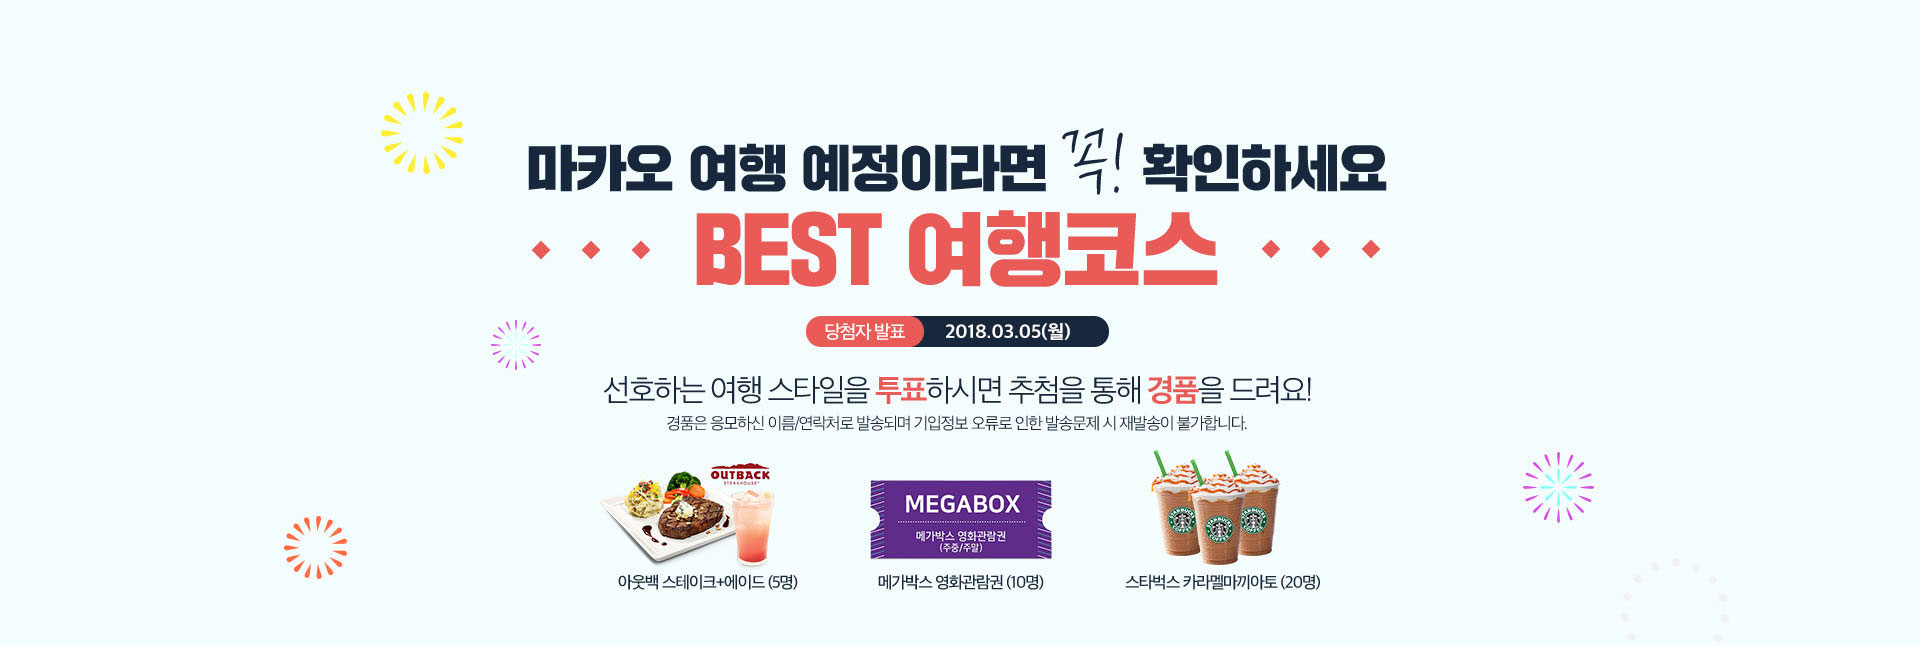 마카오 여행 예정이라면 꼭! 확인하세요
BEST 여행코스
당첨자 발표 2018.03.05(월)
선호하는 여행 스타일을 투표하시면 추첨을 통해 경품을 드려요!
경품은 응모하신 이름/연락처로 발송되며 기입정보 오류로 인한 발송문제 시 재발송이 불가합니다.
OUTBACK
STEAKHOUSE
MEGABOX
메가박스 영화관람권
(주중/주말)
STARBUCKS COFFEE
STARBUCKS COFFEE
STARBUCKS COFFEE
아웃백 스테이크+에이드 (5명)
메가박스 영화관람권 (10명)
스타벅스 카라멜마끼아토 (20명)